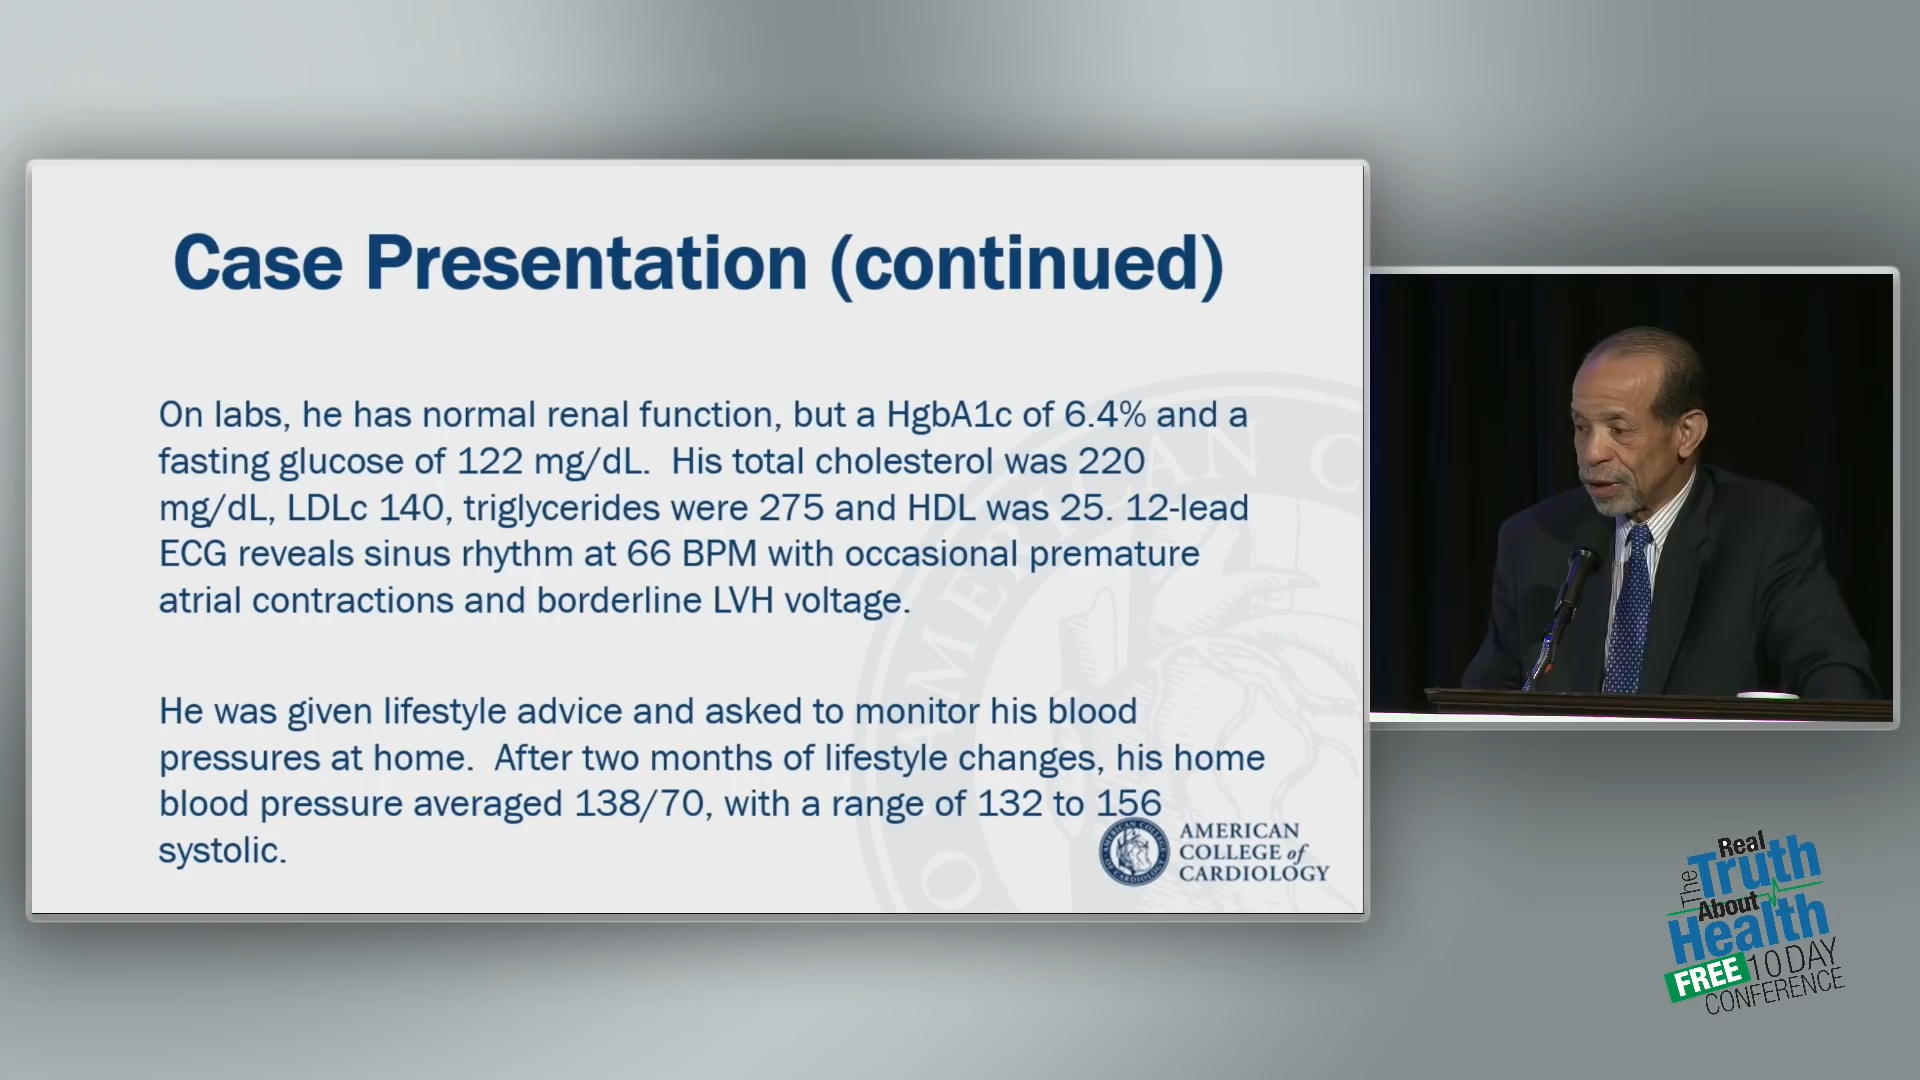 Case Presentation (continued)
On labs, he has normal renal function, but a HgbA1c of 6.4% and a
fasting glucose of 122 mg/dL.  His total cholesterol was 220
mg/dL, LDLc 140, triglycerides were 275 and HDL was 25. 12-lead
ECG reveals sinus rhythm at 66 BPM with occasional premature
atrial contractions and borderline LVH voltage.
He was given lifestyle advice and asked to monitor his blood
pressures at home.  After two months of lifestyle changes, his home
blood pressure averaged 138/70, with a range of 132 to 156
systolic.
AMERICAN
COLLEGE of
CARDIOLOGY
The Real
Truth
About
Health
FREE 10 DAY
CONFERENCE